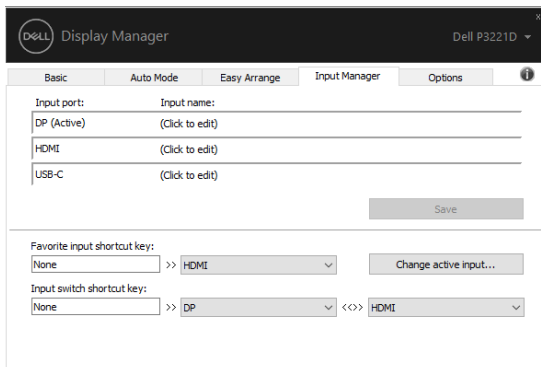 x
DELL Display Manager Dell P3221D
Basic Auto Mode Easy Arrange Input Manager Options i
Input port: Input name:
DP (Active) (Click to edit)
HDMI (Click to edit)
USB-C (Click to edit)
Save
Favorite input shortcut key:
None >> HDMI Change active input...
Input switch shortcut key:
None >> DP <<>> HDMI